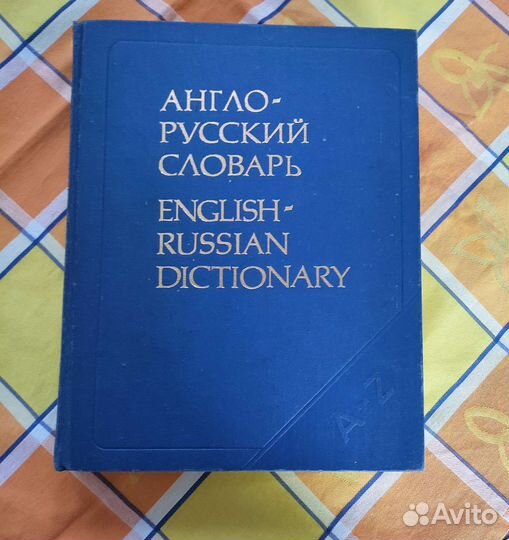 АНГЛО-
РУССКИЙ
СЛОВАРЬ
ENGLISH-
RUSSIAN
DICTIONARY
A-Z
Avito